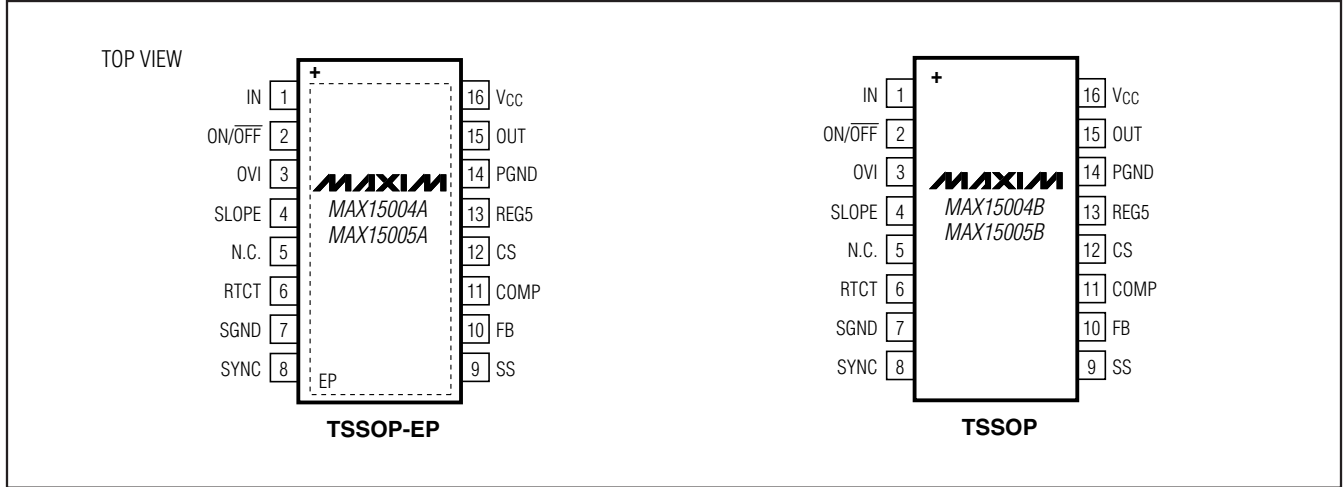 TOP VIEW
+
IN 1
ON/OFF 2
OVI 3
SLOPE 4
N.C. 5
RTCT 6
SGND 7
SYNC 8
MAXIM
MAX15004A
MAX15005A
EP
16 VCC
15 OUT
14 PGND
13 REG5
12 CS
11 COMP
10 FB
9 SS
TSSOP-EP
+
IN 1
ON/OFF 2
OVI 3
SLOPE 4
N.C. 5
RTCT 6
SGND 7
SYNC 8
MAXIM
MAX15004B
MAX15005B
16 VCC
15 OUT
14 PGND
13 REG5
12 CS
11 COMP
10 FB
9 SS
TSSOP